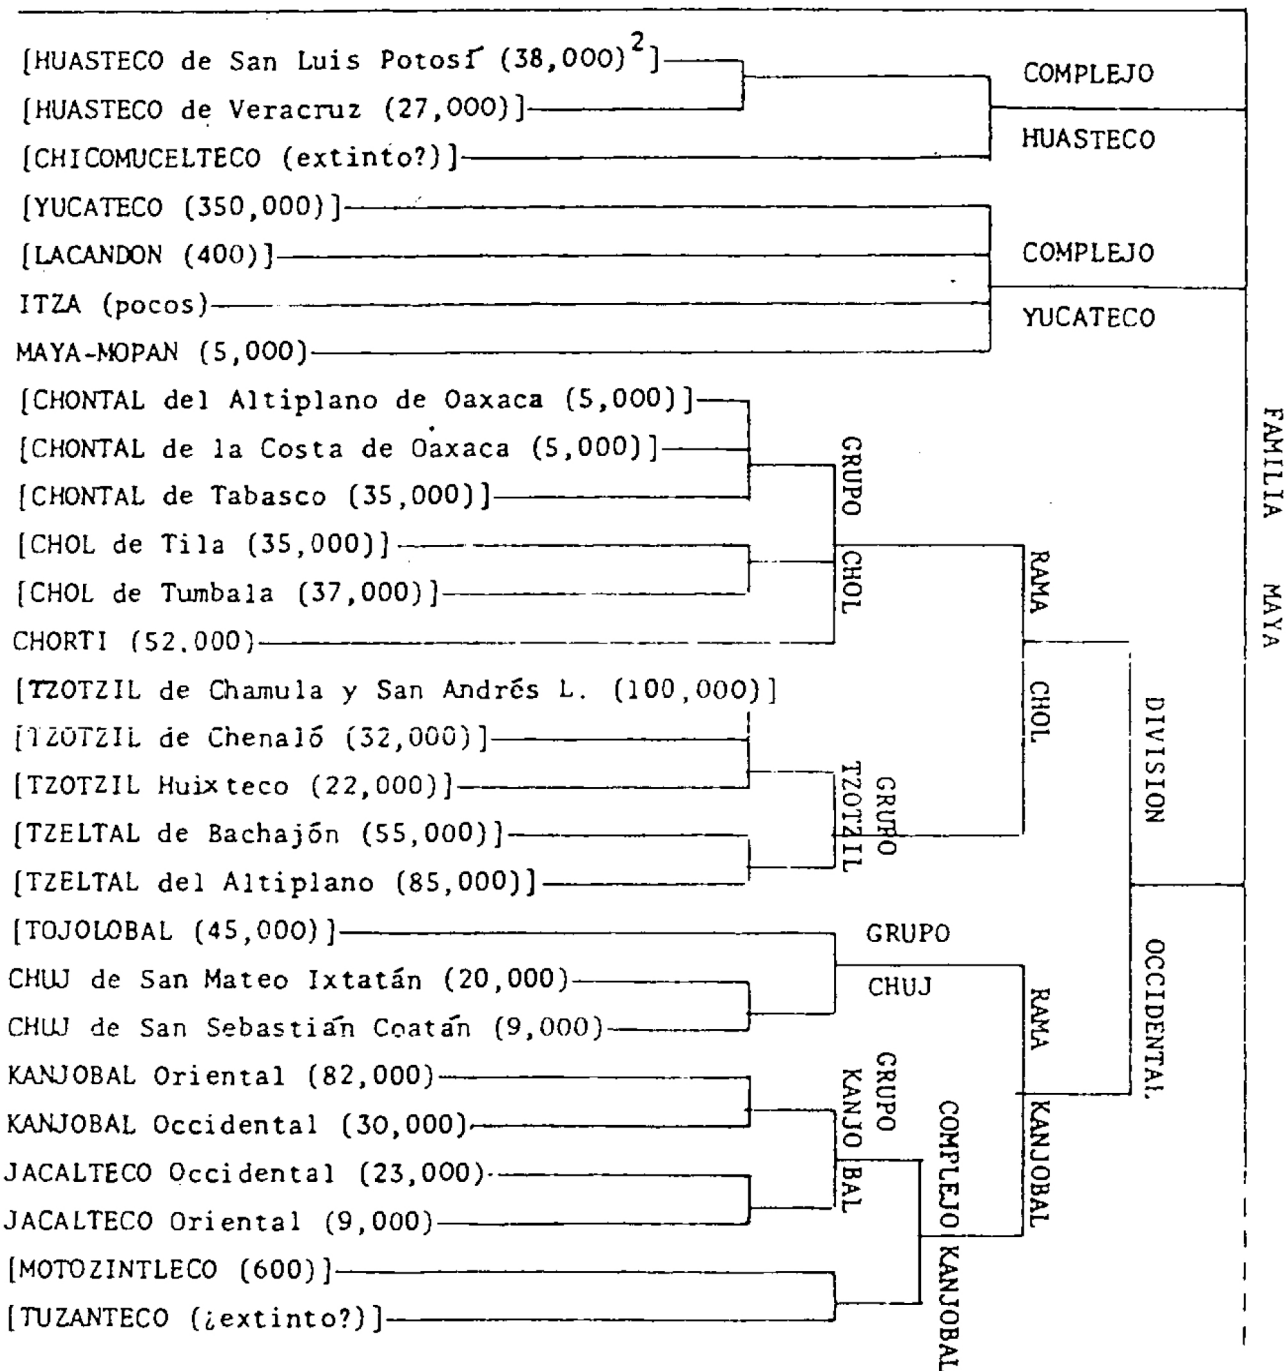 [HUASTECO de San Luis Potosí (38,000)²]
[HUASTECO de Veracruz (27,000)]
[CHICOMUCELTECO (extinto?)]
COMPLEJO
HUASTECO
[YUCATECO (350,000)]
[LACANDON (400)]
ITZA (pocos)
MAYA-MOPAN (5,000)
COMPLEJO
YUCATECO
[CHONTAL del Altiplano de Oaxaca (5,000)]
[CHONTAL de la Costa de Oaxaca (5,000)]
[CHONTAL de Tabasco (35,000)]
[CHOL de Tila (35,000)]
[CHOL de Tumbala (37,000)]
CHORTI (52.000)
GRUPO CHOL
[TZOTZIL de Chamula y San Andrés L. (100,000)]
[TZOTZIL de Chenaló (32,000)]
[TZOTZIL Huixteco (22,000)]
[TZELTAL de Bachajón (55,000)]
[TZELTAL del Altiplano (85,000)]
GRUPO
TZOTZIL
RAMA CHOL
[TOJOLOBAL (45,000)]
CHUJ de San Mateo Ixtatán (20,000)
CHUJ de San Sebastián Coatán (9,000)
GRUPO
CHUJ
KANJOBAL Oriental (82,000)
KANJOBAL Occidental (30,000)
JACALTECO Occidental (23,000)
JACALTECO Oriental (9,000)
GRUPO
KANJO BAL
[MOTOZINTLECO (600)]
[TUZANTECO (¿extinto?)]
COMPLEJO KANJOBAL
RAMA KANJOBAL
DIVISION OCCIDENTAL
FAMILIA MAYA